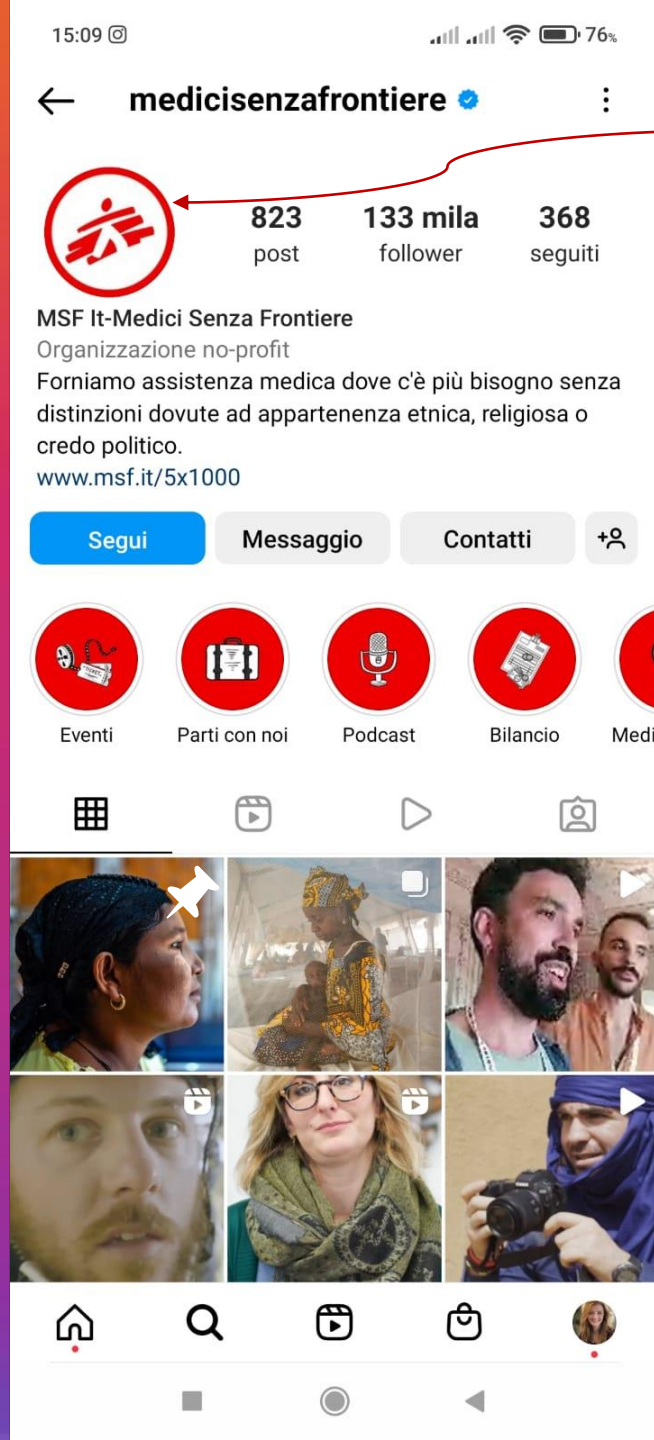 15:09 76%
medicisenzafrontiere
823 133 mila 368
post follower seguiti
MSF It-Medici Senza Frontiere
Organizzazione no-profit
Forniamo assistenza medica dove c'è più bisogno senza
distinzioni dovute ad appartenenza etnica, religiosa o
credo politico.
www.msf.it/5x1000
Segui Messaggio Contatti
Eventi Parti con noi Podcast Bilancio Medi